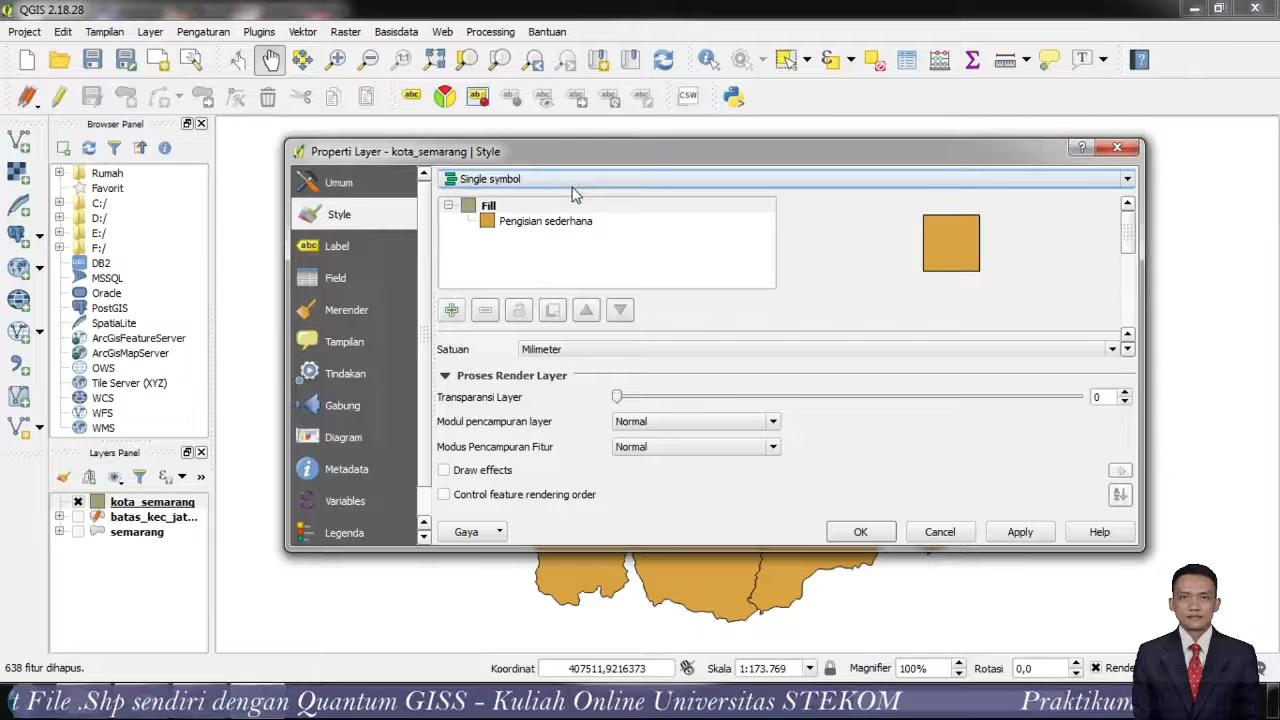 QGIS 2.18.28
Project Edit Tampilan Layer Pengaturan Plugins Vektor Raster Basisdata Web Processing Bantuan
abc CSW
Browser Panel
Rumah
Favorit
C:/
D:/
E:/
F:/
DB2
MSSQL
Oracle
PostGIS
SpatiaLite
ArcGisFeatureServer
ArcGisMapServer
OWS
Tile Server (XYZ)
WCS
WFS
WMS
Layers Panel
kota_semarang
batas_kec_jat...
semarang
Properti Layer - kota_semarang | Style
Umum
Style
abc Label
Field
Merender
Tampilan
Tindakan
Gabung
Diagram
Metadata
Variables
Legenda
Single symbol
Fill
Pengisian sederhana
Satuan Milimeter
Proses Render Layer
Transparansi Layer 0
Modul pencampuran layer Normal
Modus Pencampuran Fitur Normal
Draw effects
Control feature rendering order
Gaya OK Cancel Apply Help
638 fitur dihapus. Koordinat 407511,9216373 Skala 1:173.769 Magnifier 100% Rotasi 0,0 Rende
t File .Shp sendiri dengan Quantum GISS - Kuliah Online Universitas STEKOM Praktikum